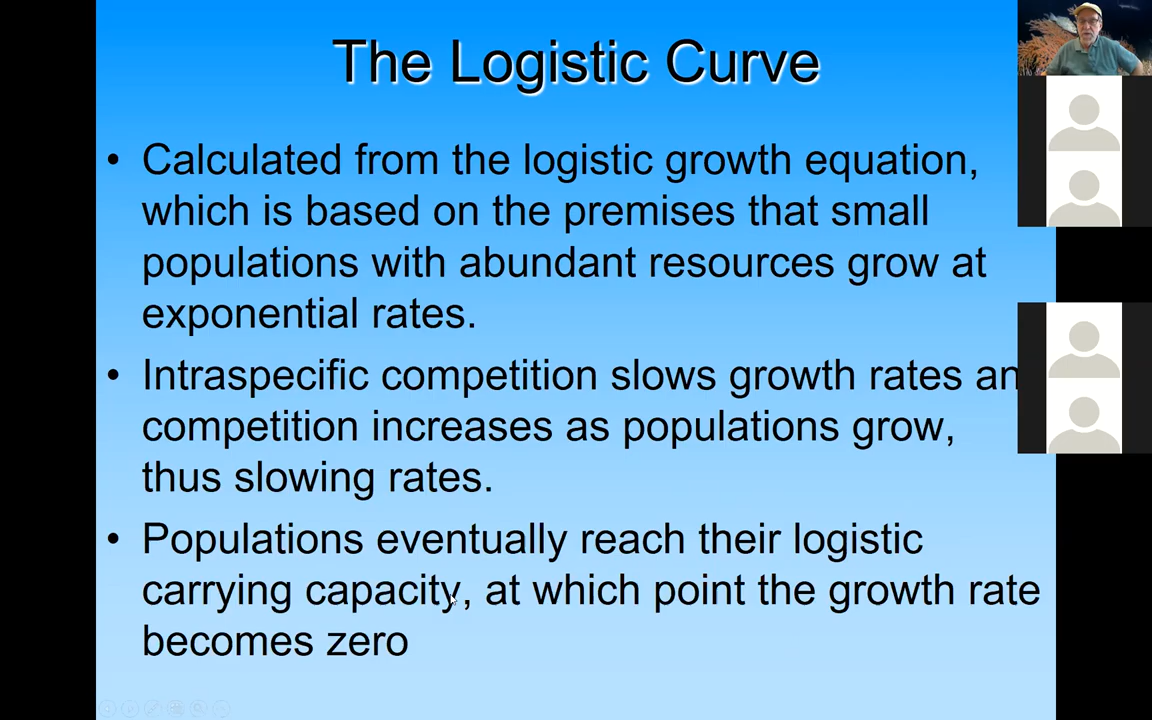 The Logistic Curve
• Calculated from the logistic growth equation,
which is based on the premises that small
populations with abundant resources grow at
exponential rates.
• Intraspecific competition slows growth rates an
competition increases as populations grow,
thus slowing rates.
• Populations eventually reach their logistic
carrying capacity, at which point the growth rate
becomes zero